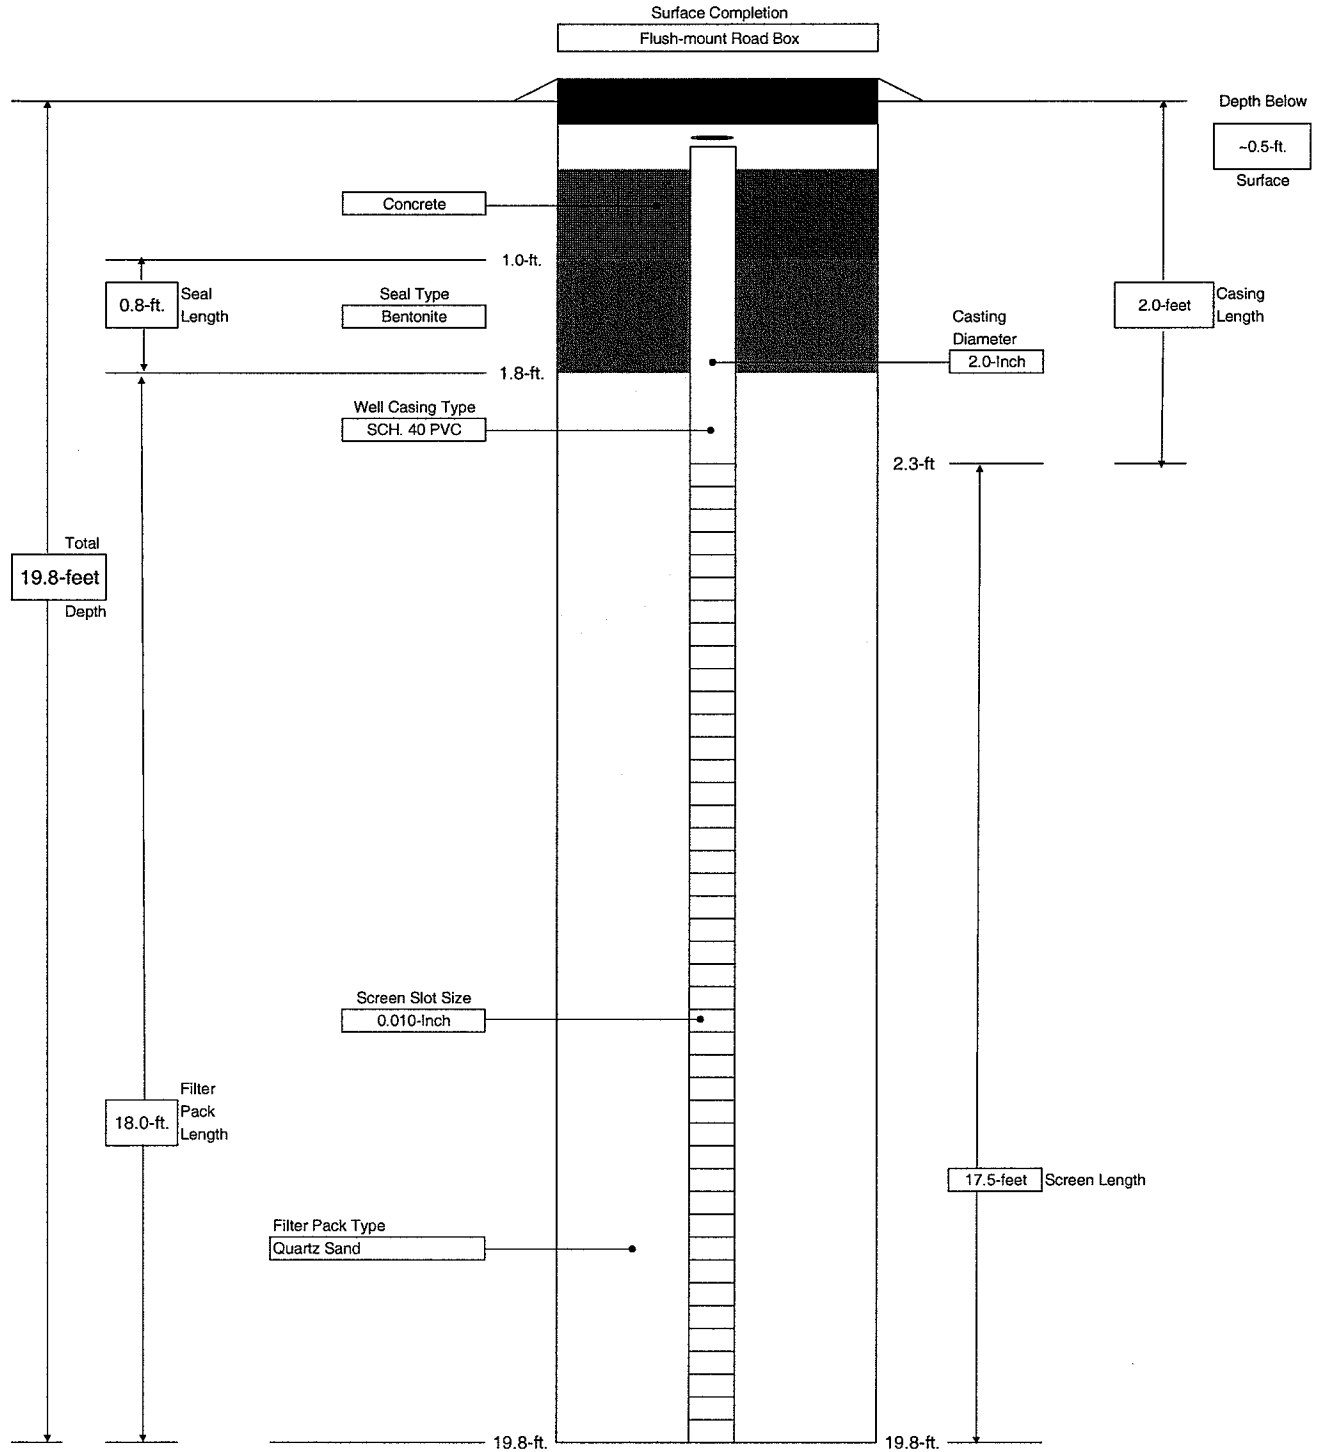 Surface Completion
Flush-mount Road Box
Depth Below
~0.5-ft.
Surface
Concrete
1.0-ft.
0.8-ft.
Seal
Length
Seal Type
Bentonite
2.0-feet
Casing
Length
Casting
Diameter
2.0-Inch
1.8-ft.
Well Casing Type
SCH. 40 PVC
2.3-ft
Total
19.8-feet
Depth
Screen Slot Size
0.010-Inch
Filter
Pack
Length
18.0-ft.
17.5-feet
Screen Length
Filter Pack Type
Quartz Sand
19.8-ft.
19.8-ft.